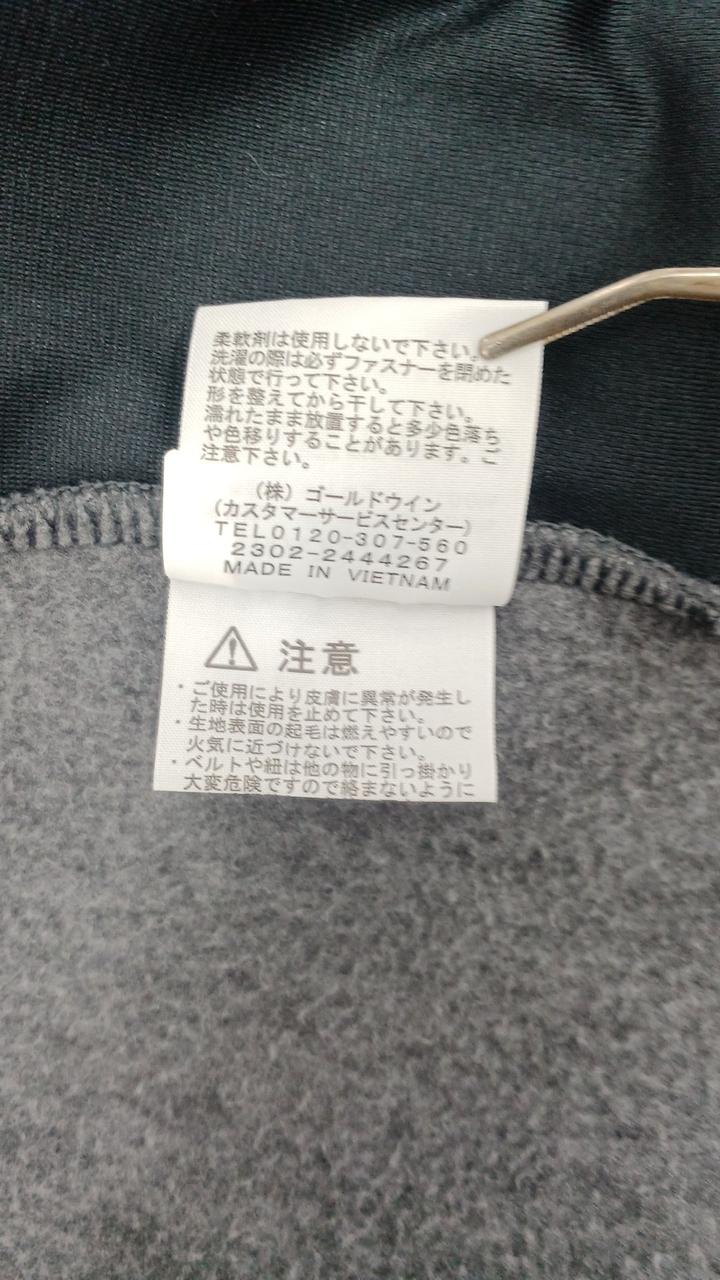 柔軟剤は使用しないで下さい。
洗濯の際は必ずファスナーを閉めた
状態で行って下さい。
形を整えてから干して下さい。
濡れたまま放置すると多少色落ち
や色移りすることがあります。ご
注意下さい。
(株) ゴールドウイン
(カスタマーサービスセンター)
TEL0120-307-560
2302-2444267
MADE IN VIETNAM
注意
・ご使用により皮膚に異常が発生し
た時は使用を止めて下さい。
・生地表面の起毛は燃えやすいので
火気に近づけないで下さい。
・ベルトや紐は他の物に引っ掛かり
大変危険ですので絡まないように